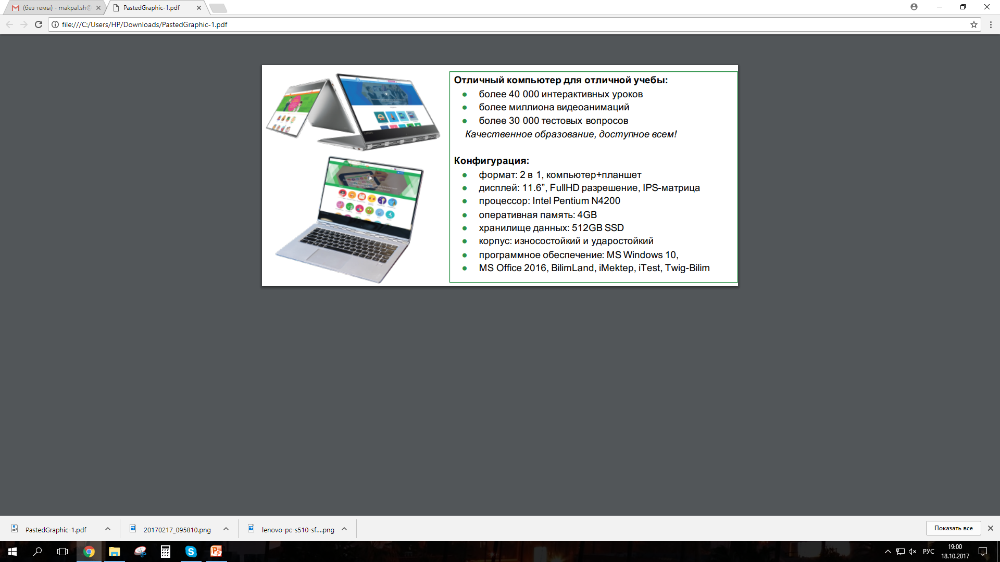 (без темы) - makpal.sh@
PastedGraphic-1.pdf
file:///C:/Users/HP/Downloads/PastedGraphic-1.pdf
Отличный компьютер для отличной учебы:
● более 40 000 интерактивных уроков
● более миллиона видеоанимаций
● более 30 000 тестовых вопросов
Качественное образование, доступное всем!
Конфигурация:
● формат: 2 в 1, компьютер+планшет
● дисплей: 11.6”, FullHD разрешение, IPS-матрица
● процессор: Intel Pentium N4200
● оперативная память: 4GB
● хранилище данных: 512GB SSD
● корпус: износостойкий и ударостойкий
● программное обеспечение: MS Windows 10,
● MS Office 2016, BilimLand, iMektep, iTest, Twig-Bilim
PastedGraphic-1.pdf
20170217_095810.png
lenovo-pc-s510-sf....png
Показать все
РУС
19:00
18.10.2017